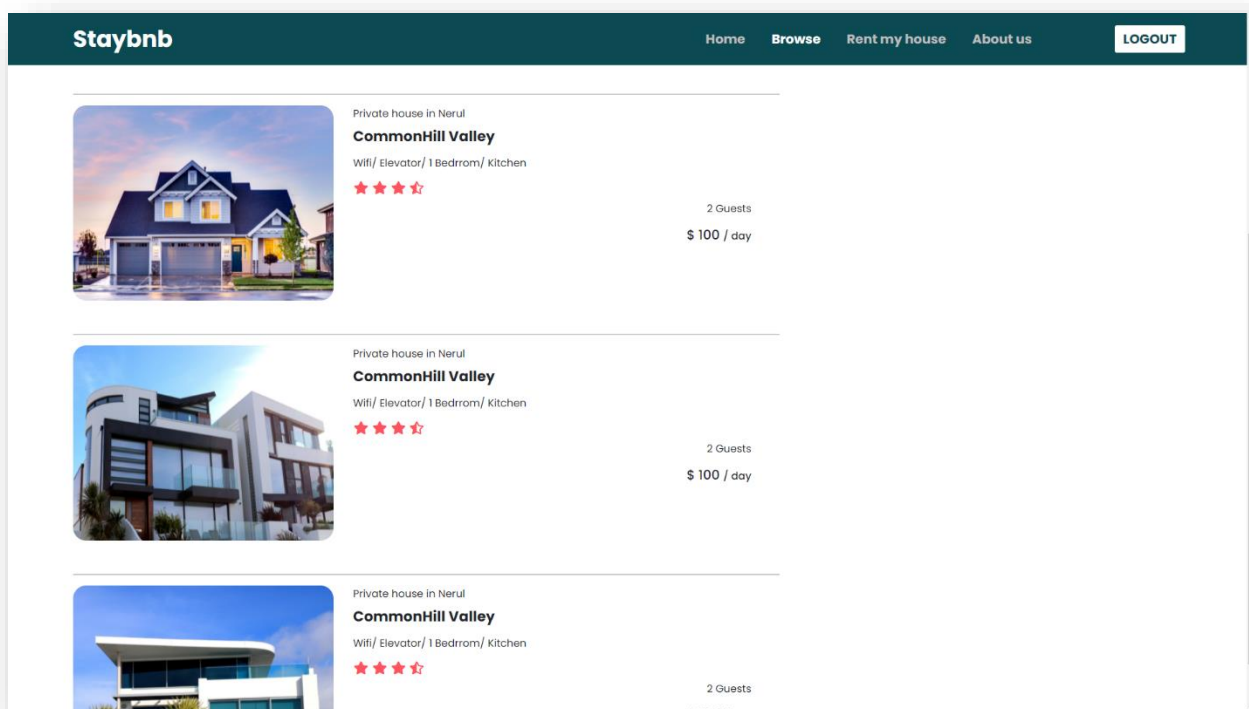 Staybnb
Home Browse Rent my house About us LOGOUT
Private house in Nerul
CommonHill Valley
Wifi/ Elevator/ 1 Bedrrom/ Kitchen
2 Guests
$ 100 / day
Private house in Nerul
CommonHill Valley
Wifi/ Elevator/ 1 Bedrrom/ Kitchen
2 Guests
$ 100 / day
Private house in Nerul
CommonHill Valley
Wifi/ Elevator/ 1 Bedrrom/ Kitchen
2 Guests